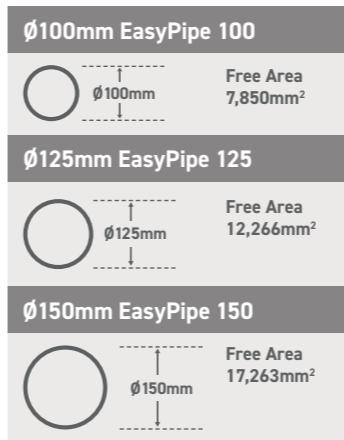 Ø100mm EasyPipe 100
Ø100mm
Free Area
7,850mm²
Ø125mm EasyPipe 125
Ø125mm
Free Area
12,266mm²
Ø150mm EasyPipe 150
Ø150mm
Free Area
17,263mm²